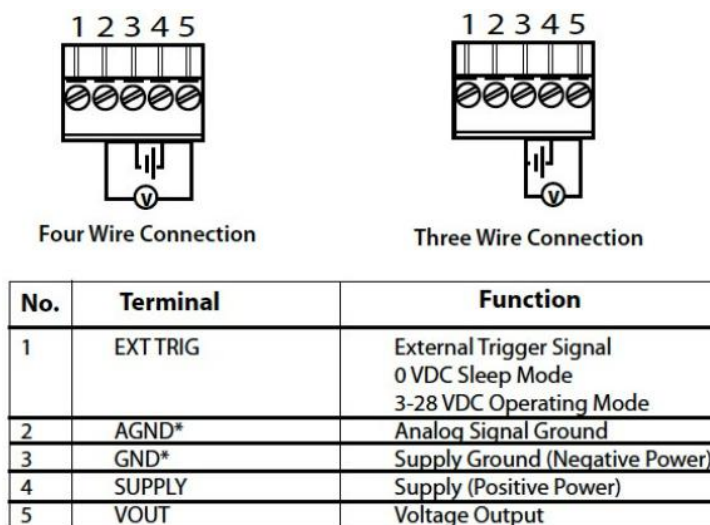 1 2 3 4 5
1 2 3 4 5
V
V
Four Wire Connection
Three Wire Connection
No. Terminal Function
1 EXT TRIG External Trigger Signal
0 VDC Sleep Mode
3-28 VDC Operating Mode
2 AGND* Analog Signal Ground
3 GND* Supply Ground (Negative Power)
4 SUPPLY Supply (Positive Power)
5 VOUT Voltage Output